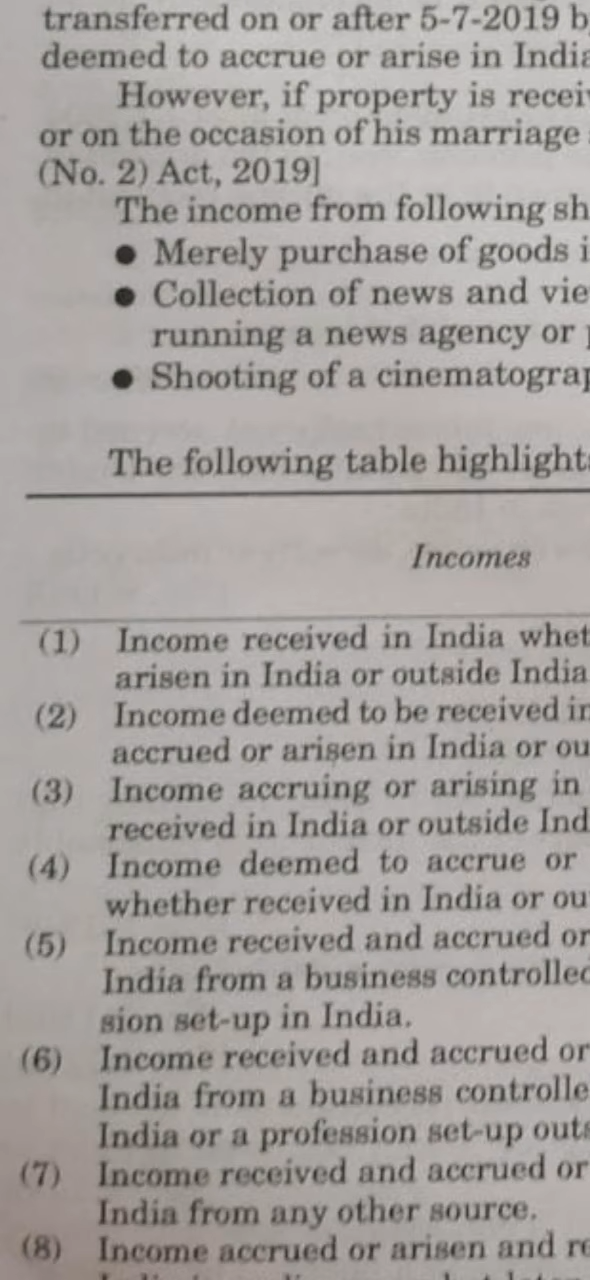 transferred on or after 5-7-2019 b
deemed to accrue or arise in India
However, if property is recei
or on the occasion of his marriage
(No. 2) Act, 2019]
The income from following sh
● Merely purchase of goods i
● Collection of news and vie
running a news agency or
● Shooting of a cinematogra
The following table highlight
Incomes
(1) Income received in India whet
arisen in India or outside India
(2) Income deemed to be received in
accrued or arisen in India or ou
(3) Income accruing or arising in
received in India or outside Ind
(4) Income deemed to accrue or
whether received in India or ou
(5) Income received and accrued or
India from a business controlled
sion set-up in India.
(6) Income received and accrued or
India from a business controlle
India or a profession set-up outs
(7) Income received and accrued or
India from any other source.
(8) Income accrued or arisen and re